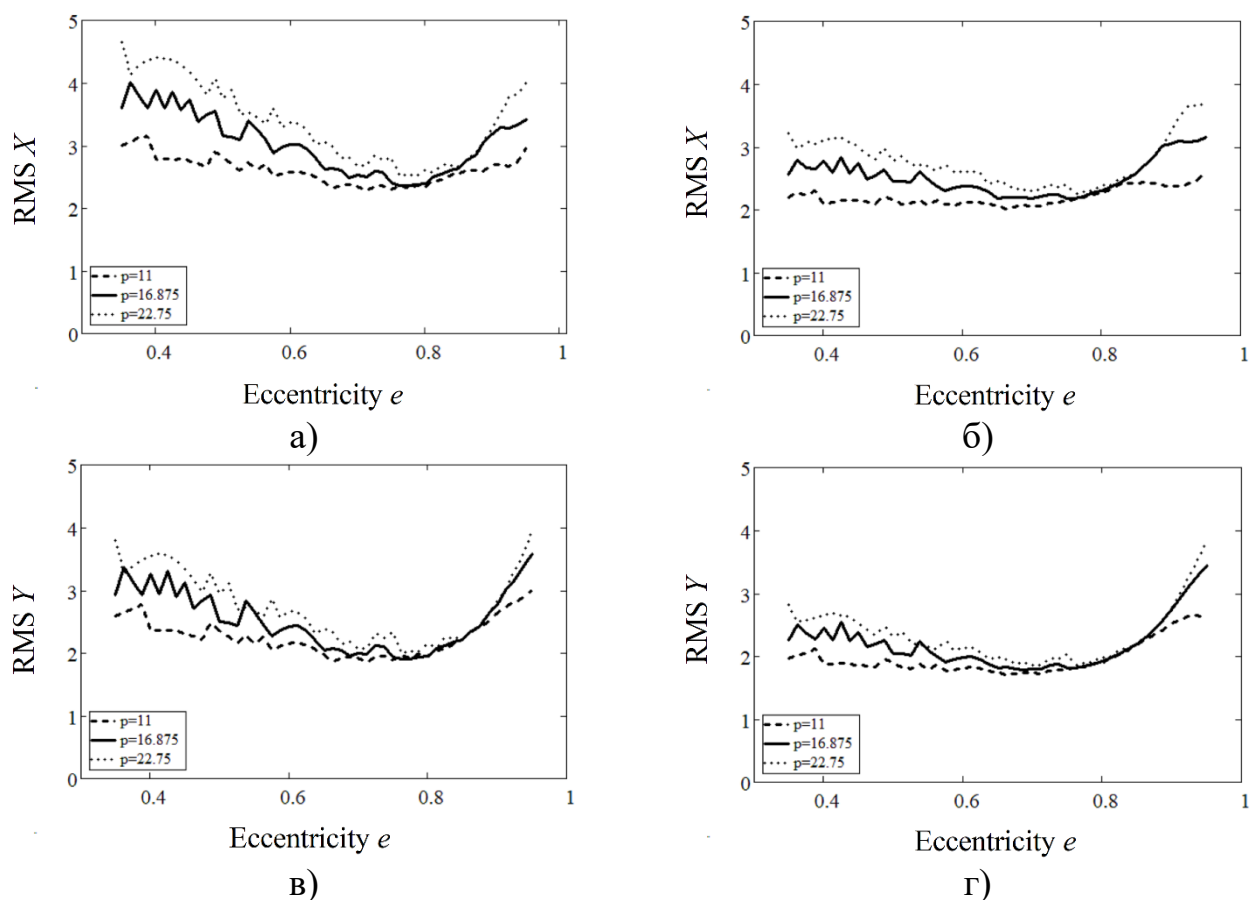 5
4
3
2
1
0
RMS X
p=11
p=16.875
p=22.75
0.4 0.6 0.8 1
Eccentricity e
а)
5
4
3
2
1
0
RMS X
p=11
p=16.875
p=22.75
0.4 0.6 0.8 1
Eccentricity e
б)
5
4
3
2
1
0
RMS Y
p=11
p=16.875
p=22.75
0.4 0.6 0.8 1
Eccentricity e
в)
5
4
3
2
1
0
RMS Y
p=11
p=16.875
p=22.75
0.4 0.6 0.8 1
Eccentricity e
г)